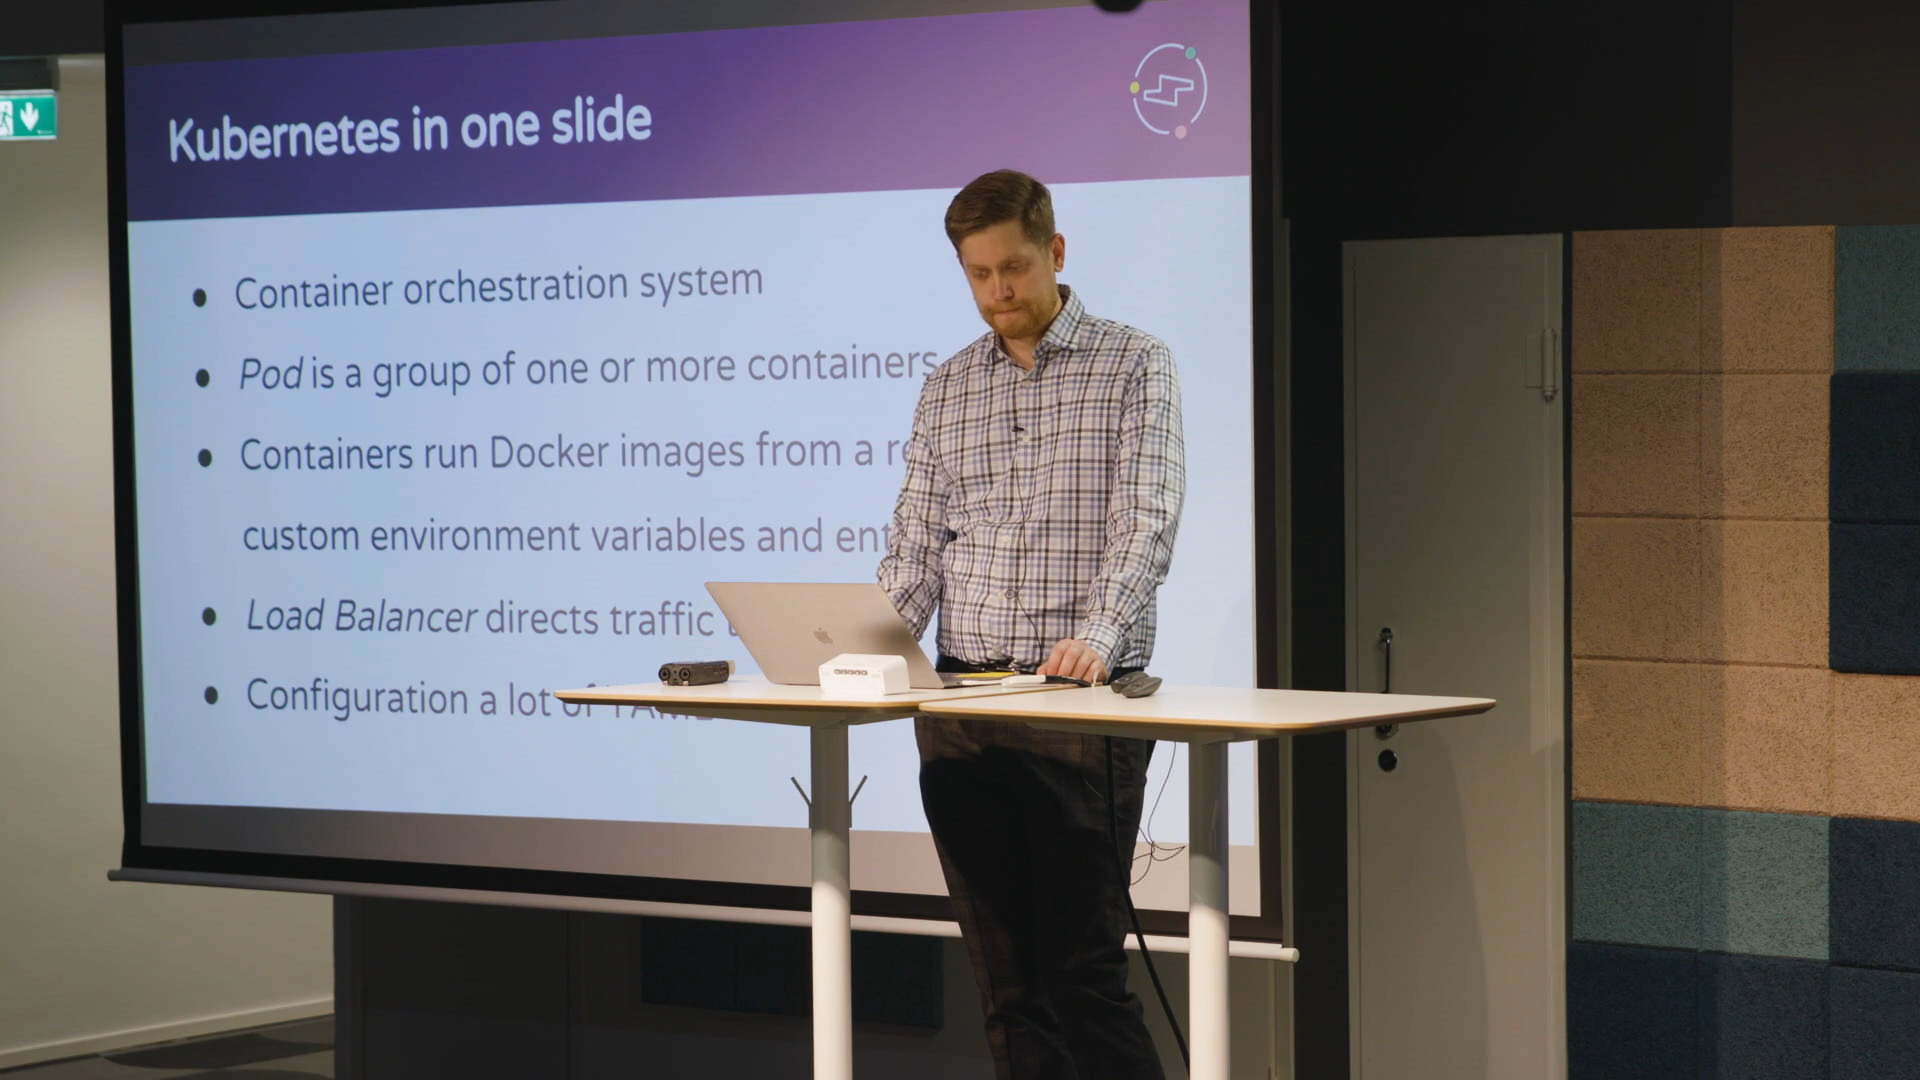 Kubernetes in one slide
Container orchestration system
Pod is a group of one or more containers
Containers run Docker images from a
custom environment variables and
Load Balancer directs traffic
Configuration a lot of